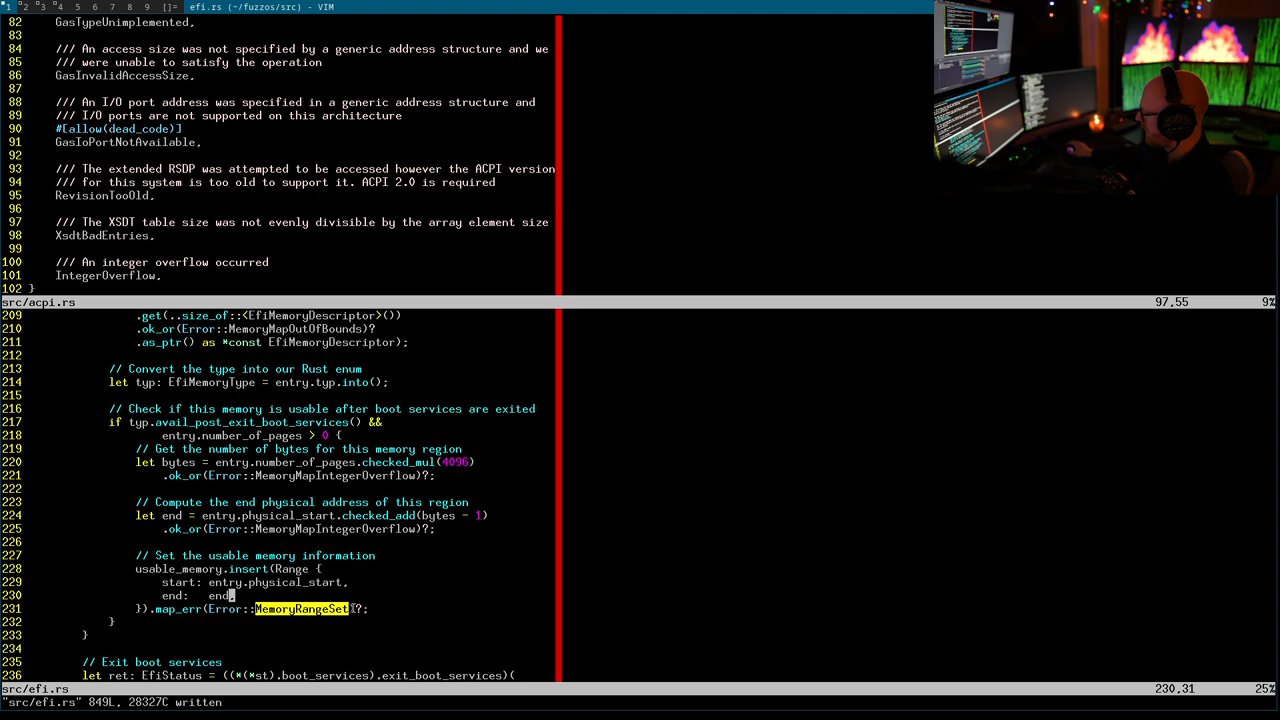 1 2 3 4 5 6 7 8 9 []= efi.rs (~/fuzzos/src) - VIM
82 GasTypeUnimplemented,
83
84 /// An access size was not specified by a generic address structure and we
85 /// were unable to satisfy the operation
86 GasInvalidAccessSize,
87
88 /// An I/O port address was specified in a generic address structure and
89 /// I/O ports are not supported on this architecture
90 #[allow(dead_code)]
91 GasIoPortNotAvailable,
92
93 /// The extended RSDP was attempted to be accessed however the ACPI version
94 /// for this system is too old to support it. ACPI 2.0 is required
95 RevisionTooOld,
96
97 /// The XSDT table size was not evenly divisible by the array element size
98 XsdtBadEntries,
99
100 /// An integer overflow occurred
101 IntegerOverflow,
102 }
src/acpi.rs 97,55 9%
209 .get(..size_of::<EfiMemoryDescriptor>())
210 .ok_or(Error::MemoryMapOutOfBounds)?
211 .as_ptr() as *const EfiMemoryDescriptor);
212
213 // Convert the type into our Rust enum
214 let typ: EfiMemoryType = entry.typ.into();
215
216 // Check if this memory is usable after boot services are exited
217 if typ.avail_post_exit_boot_services() &&
218 entry.number_of_pages > 0 {
219 // Get the number of bytes for this memory region
220 let bytes = entry.number_of_pages.checked_mul(4096)
221 .ok_or(Error::MemoryMapIntegerOverflow)?;
222
223 // Compute the end physical address of this region
224 let end = entry.physical_start.checked_add(bytes - 1)
225 .ok_or(Error::MemoryMapIntegerOverflow)?;
226
227 // Set the usable memory information
228 usable_memory.insert(Range {
229 start: entry.physical_start,
230 end: end,
231 }).map_err(Error::MemoryRangeSet)?;
232 }
233 }
234
235 // Exit boot services
236 let ret: EfiStatus = ((*(*st).boot_services).exit_boot_services)(
src/efi.rs 230,31 25%
"src/efi.rs" 849L, 28327C written